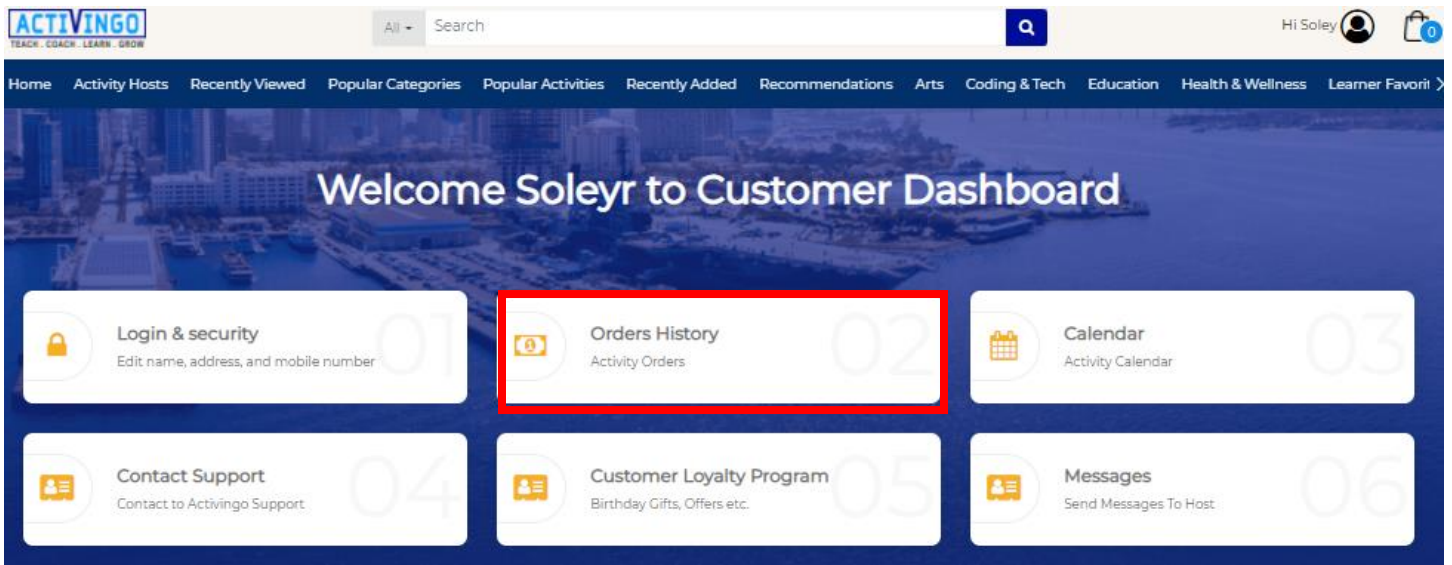 ACTIVINGO
TEACH . COACH . LEARN . GROW
All
Search
Hi Soley
0
Home Activity Hosts Recently Viewed Popular Categories Popular Activities Recently Added Recommendations Arts Coding & Tech Education Health & Wellness Learner Favorit
Welcome Soleyr to Customer Dashboard
Login & security
Edit name, address, and mobile number
01
Orders History
Activity Orders
02
Calendar
Activity Calendar
03
Contact Support
Contact to Activingo Support
04
Customer Loyalty Program
Birthday Gifts, Offers etc.
05
Messages
Send Messages To Host
06